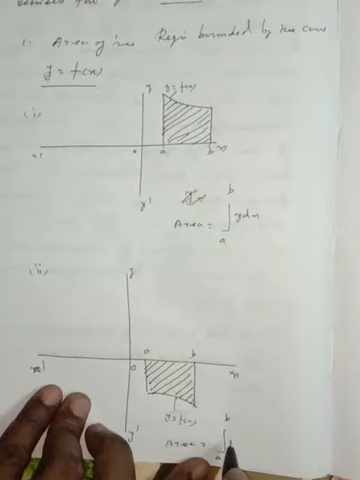 1. Area of the Region bounded by the curve
y = f(x)
(i)
y
y=f(x)
x'
o
a
b
x
y'
Area = ∫ y dx
b
a
(ii)
y
a
b
x'
o
x
y=f(x)
y'
b
Area =
a